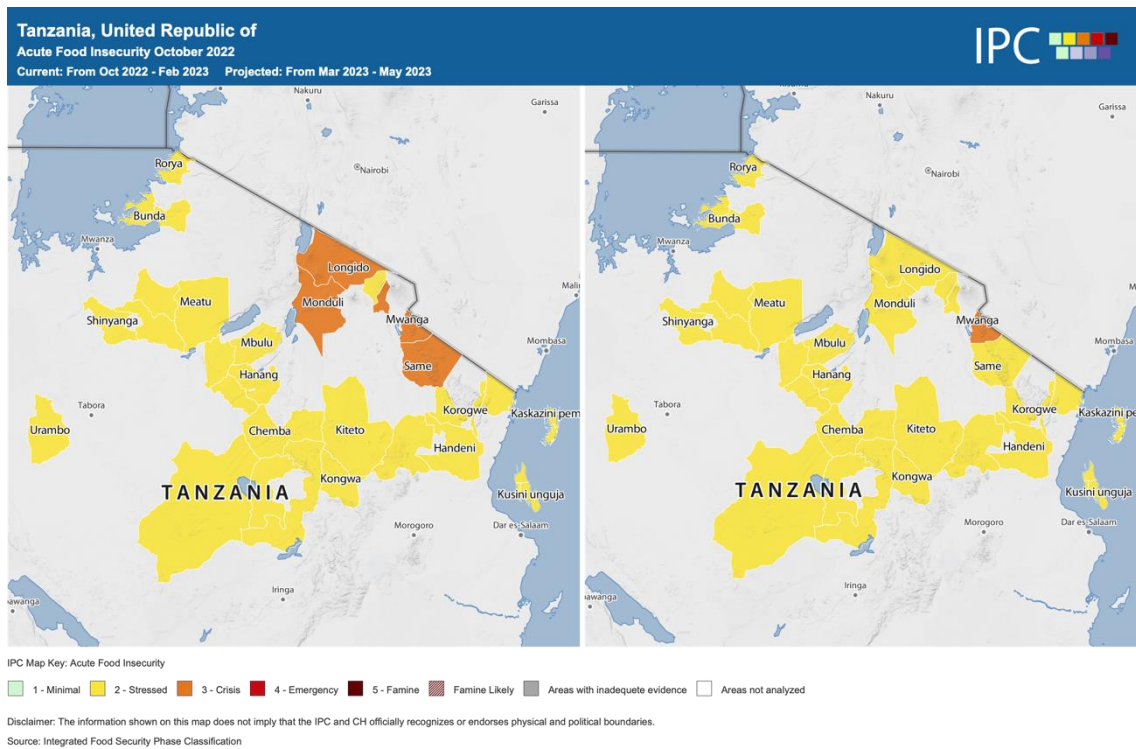 Tanzania, United Republic of
Acute Food Insecurity October 2022
Current: From Oct 2022 - Feb 2023 Projected: From Mar 2023 - May 2023
IPC
Nakuru
Garissa
Nairobi
Rorya
Bunda
Mwanza
Longido
Meatu
Monduli
Shinyanga
Mwanga
Mbulu
Mombasa
Same
Hanang
Tabora
Korogwe
Kaskazini pem
Urambo
Chemba
Kiteto
Handeni
Kongwa
TANZANIA
Kusini unguja
Morogoro
Dar es-Salaam
Iringa
Nakuru
Garissa
Nairobi
Rorya
Bunda
Mwanza
Longido
Meatu
Monduli
Shinyanga
Mwanga
Mbulu
Mombasa
Same
Hanang
Tabora
Korogwe
Kaskazini pem
Urambo
Chemba
Kiteto
Handeni
Kongwa
TANZANIA
Kusini unguja
Morogoro
Dar es-Salaam
Iringa
IPC Map Key: Acute Food Insecurity
1 - Minimal 2 - Stressed 3 - Crisis 4 - Emergency 5 - Famine Famine Likely Areas with inadequete evidence Areas not analyzed
Disclaimer: The information shown on this map does not imply that the IPC and CH officially recognizes or endorses physical and political boundaries.
Source: Integrated Food Security Phase Classification